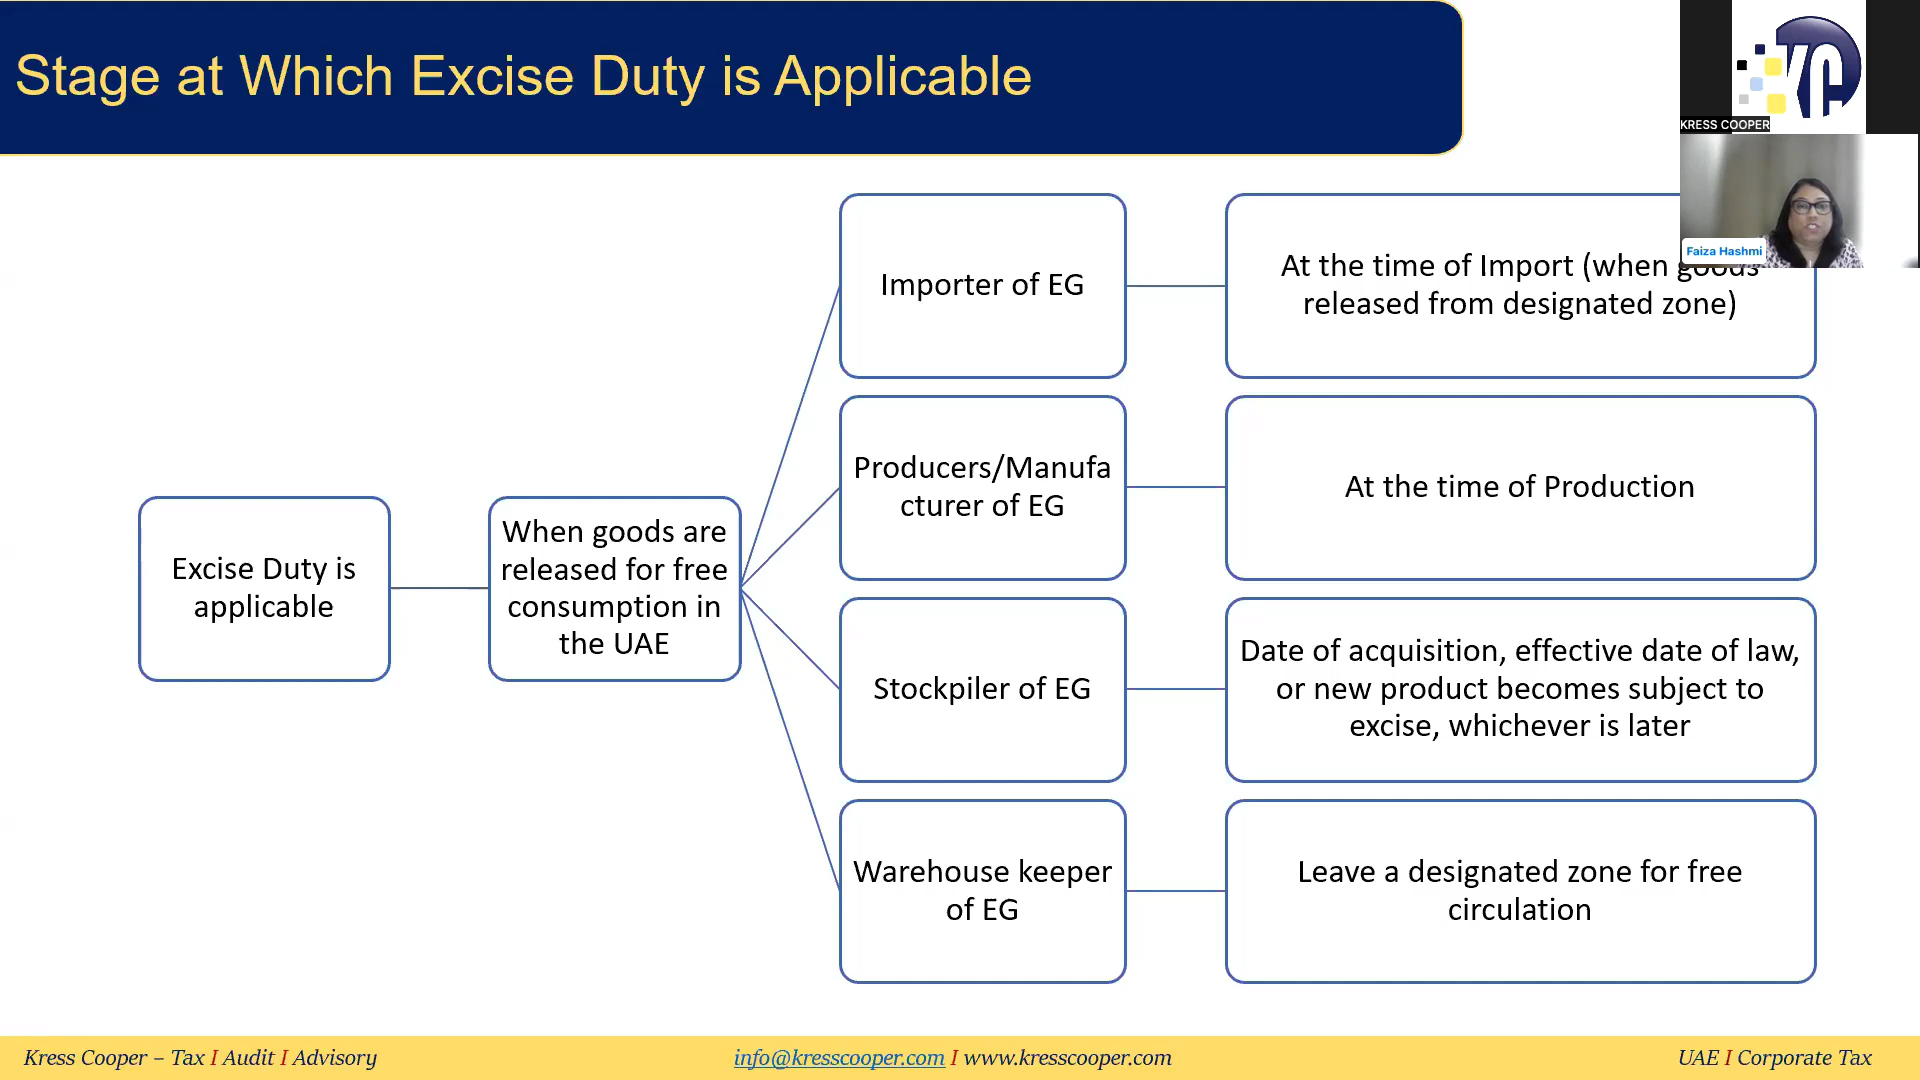 Stage at Which Excise Duty is Applicable
KRESS COOPER
Faiza Hashmi
Importer of EG
At the time of Import (when goods
released from designated zone)
Producers/Manufa
cturer of EG
At the time of Production
Excise Duty is
applicable
When goods are
released for free
consumption in
the UAE
Stockpiler of EG
Date of acquisition, effective date of law,
or new product becomes subject to
excise, whichever is later
Warehouse keeper
of EG
Leave a designated zone for free
circulation
Kress Cooper – Tax I Audit I Advisory
info@kresscooper.com I www.kresscooper.com
UAE I Corporate Tax